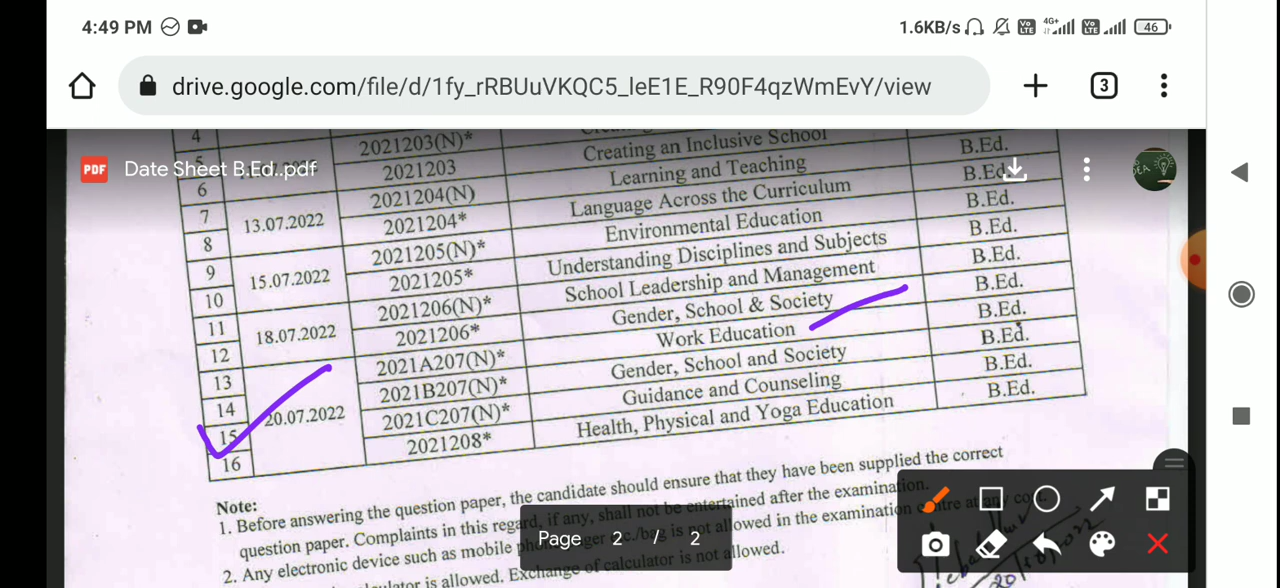 4:49 PM 1.6KB/s Vo LTE 4G+ Vo LTE 46
drive.google.com/file/d/1fy_rRBUuVKQC5_leE1E_R90F4qzWmEvY/view 3
PDF Date Sheet B.Ed..pdf
4
5 2021203(N)*
6 2021203 Creating an Inclusive School
7 13.07.2022 2021204(N) Learning and Teaching B.Ed.
8 2021204* Language Across the Curriculum B.Ed.
9 15.07.2022 2021205(N)* Environmental Education B.Ed.
10 2021205* Understanding Disciplines and Subjects B.Ed.
11 18.07.2022 2021206(N)* School Leadership and Management B.Ed.
12 2021206* Gender, School & Society B.Ed.
13 20.07.2022 2021A207(N)* Work Education B.Ed.
14 2021B207(N)* Gender, School and Society B.Ed.
15 2021C207(N)* Guidance and Counseling B.Ed.
16 2021208* Health, Physical and Yoga Education B.Ed.
Note:
1. Before answering the question paper, the candidate should ensure that they have been supplied the correct
question paper. Complaints in this regard, if any, shall not be entertained after the examination.
2. Any electronic device such as mobile is not allowed in the examination
is allowed. Exchange of calculator is not allowed.
Page 2 / 2